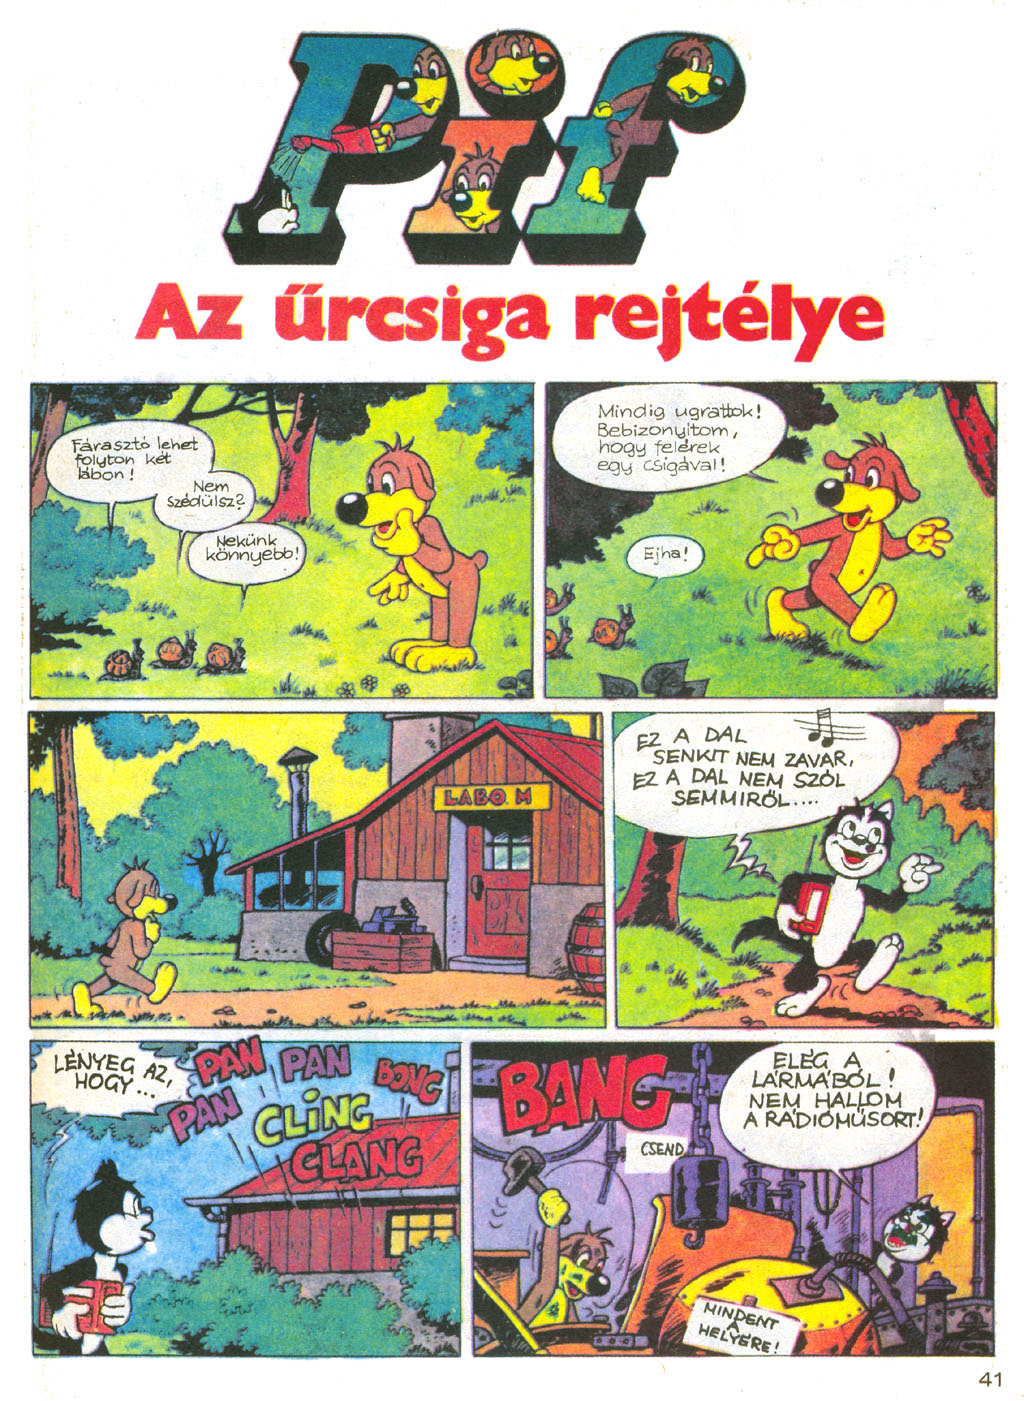 Pif
Az űrcsiga rejtélye
Fárasztó lehet
folyton két
lábon!
Nem
szédülsz?
Nekünk
könnyebb!
Mindig ugrattok!
Bebizonyítom,
hogy felérek
egy csigával!
Ejha!
LABO. M
EZ A DAL
SENKIT NEM ZAVAR,
EZ A DAL NEM SZÓL
SEMMIRŐL....
LÉNYEG AZ,
HOGY...
PAN
PAN
BONG
PAN
CLING
CLANG
BANG
CSEND
ELÉG A
LÁRMÁBÓL!
NEM HALLOM
A RÁDIÓMŰSORT!
MINDENT
A
HELYÉRE!
41